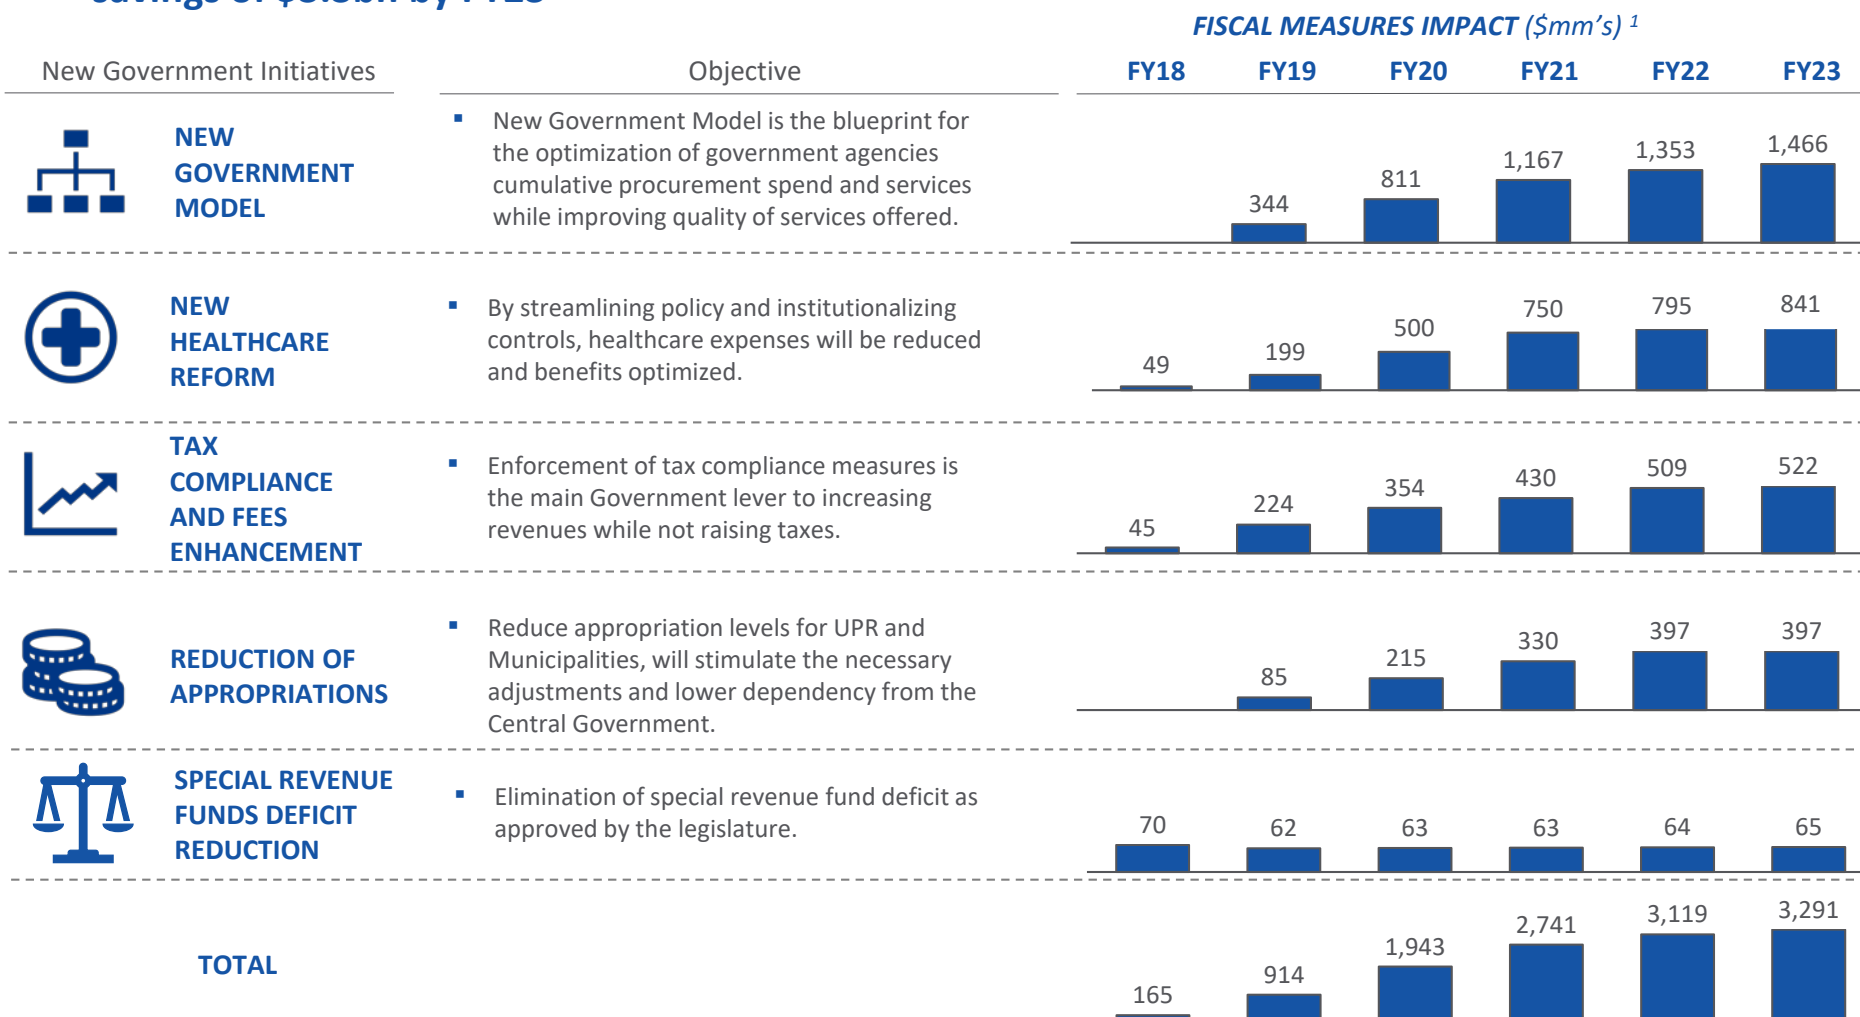 savings of $3.3bn by FY23
FISCAL MEASURES IMPACT ($mm's) 1
New Government Initiatives Objective FY18 FY19 FY20 FY21 FY22 FY23
NEW
GOVERNMENT
MODEL
▪ New Government Model is the blueprint for
the optimization of government agencies
cumulative procurement spend and services
while improving quality of services offered.
344 811 1,167 1,353 1,466
NEW
HEALTHCARE
REFORM
▪ By streamlining policy and institutionalizing
controls, healthcare expenses will be reduced
and benefits optimized.
49 199 500 750 795 841
TAX
COMPLIANCE
AND FEES
ENHANCEMENT
▪ Enforcement of tax compliance measures is
the main Government lever to increasing
revenues while not raising taxes.
45 224 354 430 509 522
REDUCTION OF
APPROPRIATIONS
▪ Reduce appropriation levels for UPR and
Municipalities, will stimulate the necessary
adjustments and lower dependency from the
Central Government.
85 215 330 397 397
SPECIAL REVENUE
FUNDS DEFICIT
REDUCTION
▪ Elimination of special revenue fund deficit as
approved by the legislature.
70 62 63 63 64 65
TOTAL
165 914 1,943 2,741 3,119 3,291